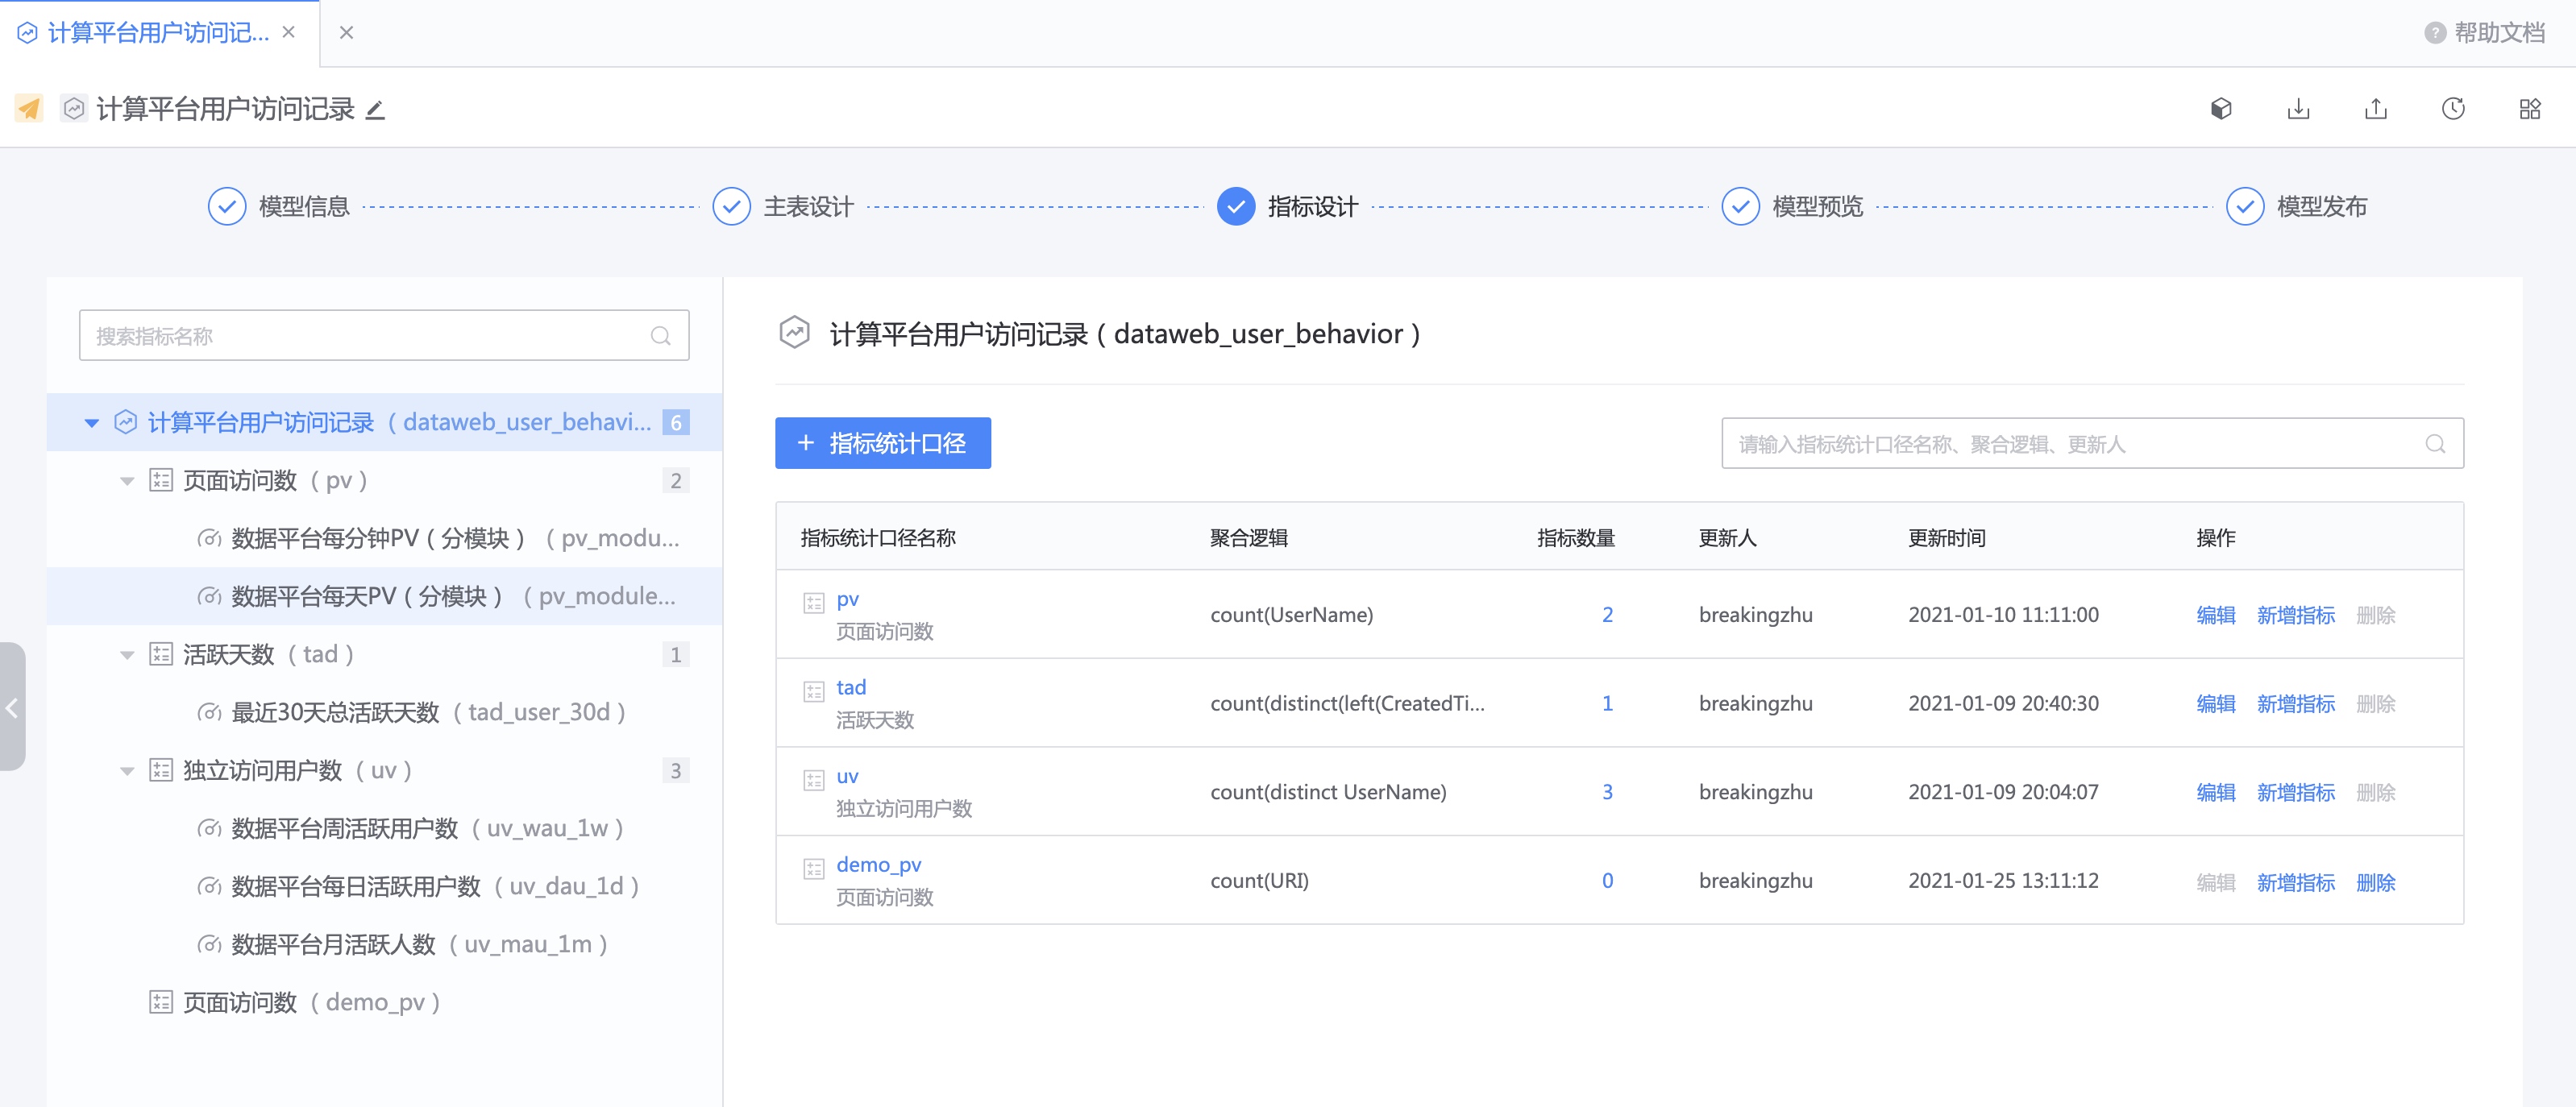 计算平台用户访问记...
帮助文档
计算平台用户访问记录
模型信息
主表设计
指标设计
模型预览
模型发布
搜索指标名称
计算平台用户访问记录（dataweb_user_behavi... 6
页面访问数（pv） 2
数据平台每分钟PV（分模块）（pv_modu...
数据平台每天PV（分模块）（pv_module...
活跃天数（tad） 1
最近30天总活跃天数（tad_user_30d）
独立访问用户数（uv） 3
数据平台周活跃用户数（uv_wau_1w）
数据平台每日活跃用户数（uv_dau_1d）
数据平台月活跃人数（uv_mau_1m）
页面访问数（demo_pv）
计算平台用户访问记录（dataweb_user_behavior）
+ 指标统计口径
请输入指标统计口径名称、聚合逻辑、更新人
指标统计口径名称 聚合逻辑 指标数量 更新人 更新时间 操作
pv
页面访问数
count(UserName) 2 breakingzhu 2021-01-10 11:11:00 编辑 新增指标 删除
tad
活跃天数
count(distinct(left(CreatedTi... 1 breakingzhu 2021-01-09 20:40:30 编辑 新增指标 删除
uv
独立访问用户数
count(distinct UserName) 3 breakingzhu 2021-01-09 20:04:07 编辑 新增指标 删除
demo_pv
页面访问数
count(URI) 0 breakingzhu 2021-01-25 13:11:12 编辑 新增指标 删除